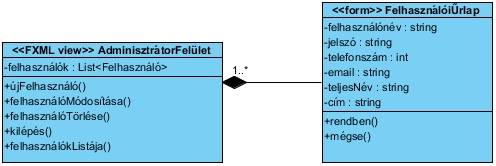 <<FXML view>> AdminisztrátorFelület
-felhasználók : List<Felhasználó>
+újFelhasználó()
+felhasználóMódosítása()
+felhasználóTörlése()
+kilépés()
+felhasználókListája()
1..*
<<form>> FelhasználóiŰrlap
-felhasználónév : string
-jelszó : string
-telefonszám : int
-email : string
-teljesNév : string
-cím : string
+rendben()
+mégse()